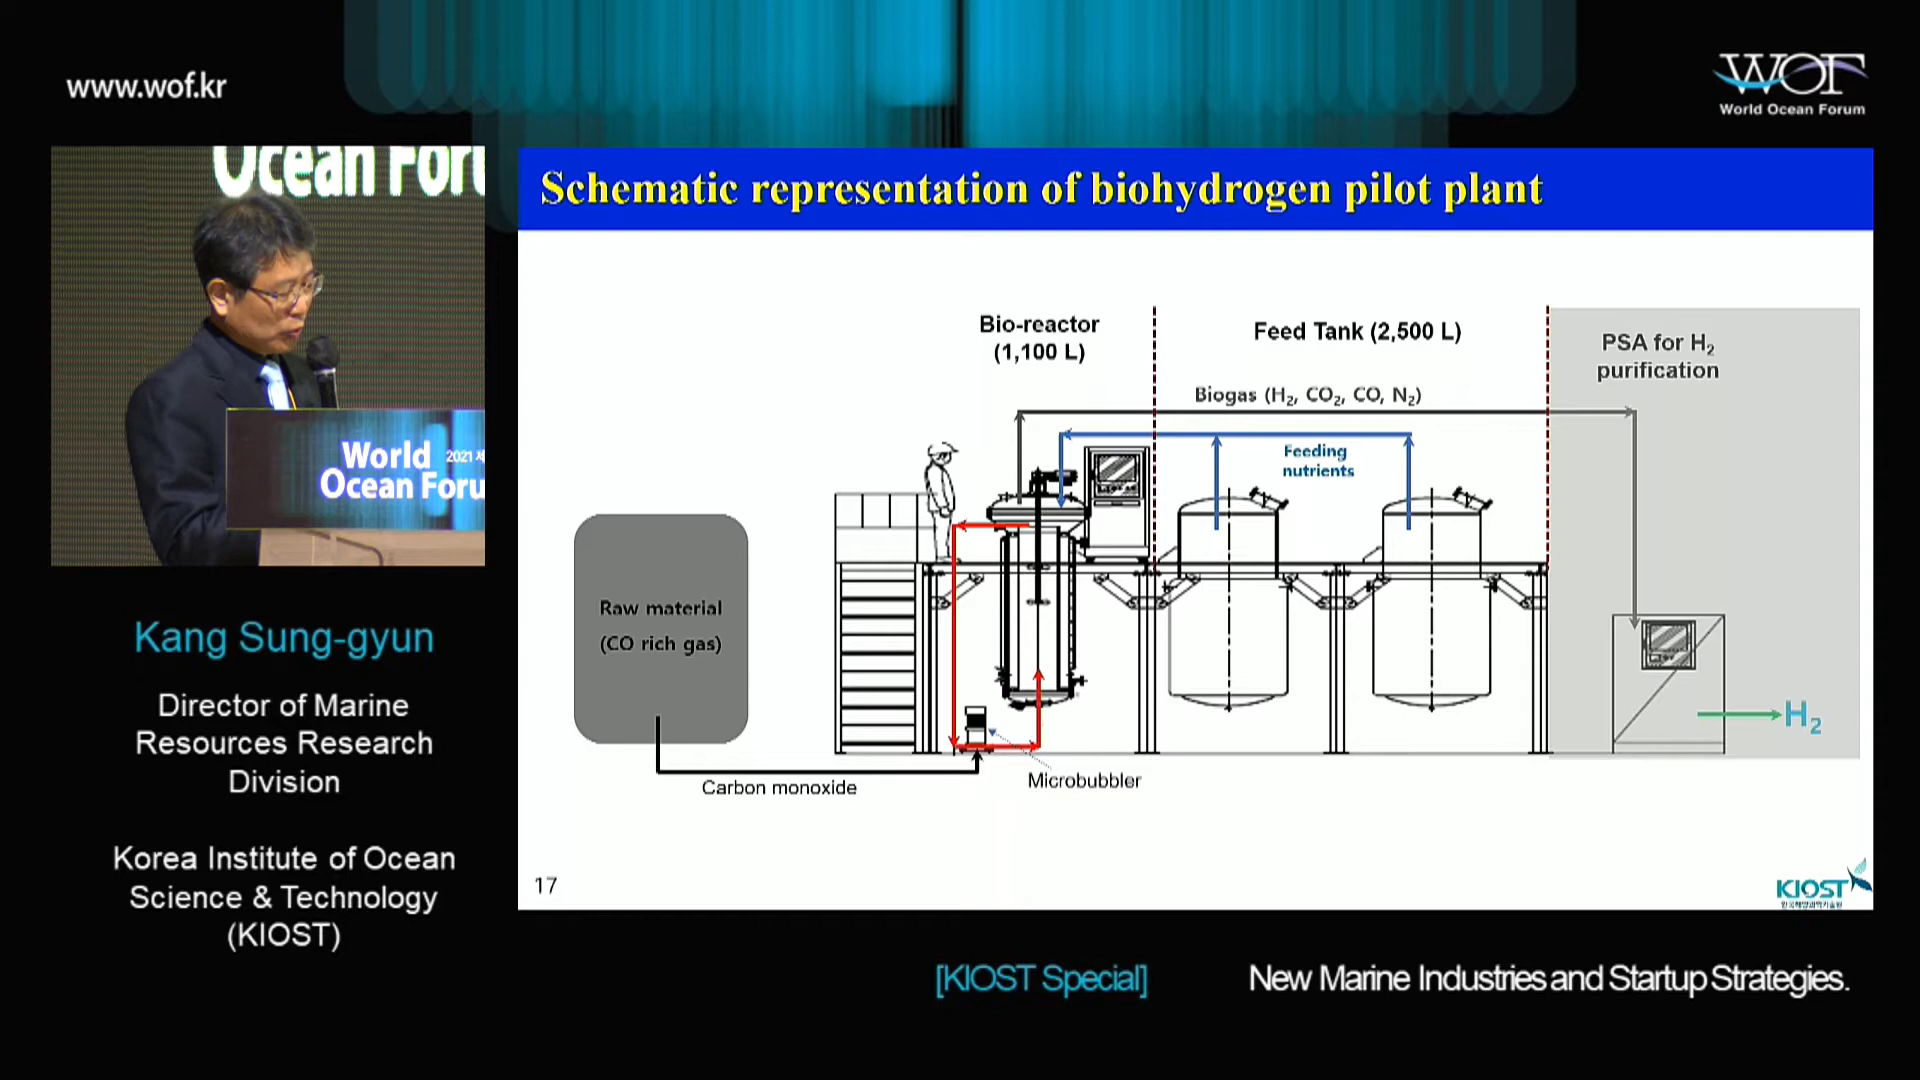 www.wof.kr
WOF
World Ocean Forum
Ocean For
World 2021
Ocean Foru
Kang Sung-gyun
Director of Marine
Resources Research
Division
Korea Institute of Ocean
Science & Technology
(KIOST)
Schematic representation of biohydrogen pilot plant
Bio-reactor
(1,100 L)
Feed Tank (2,500 L)
PSA for H₂
purification
Biogas (H₂, CO₂, CO, N₂)
Feeding
nutrients
Raw material
(CO rich gas)
H₂
Carbon monoxide
Microbubbler
17
KIOST
한국해양과학기술원
[KIOST Special]
New Marine Industries and Startup Strategies.